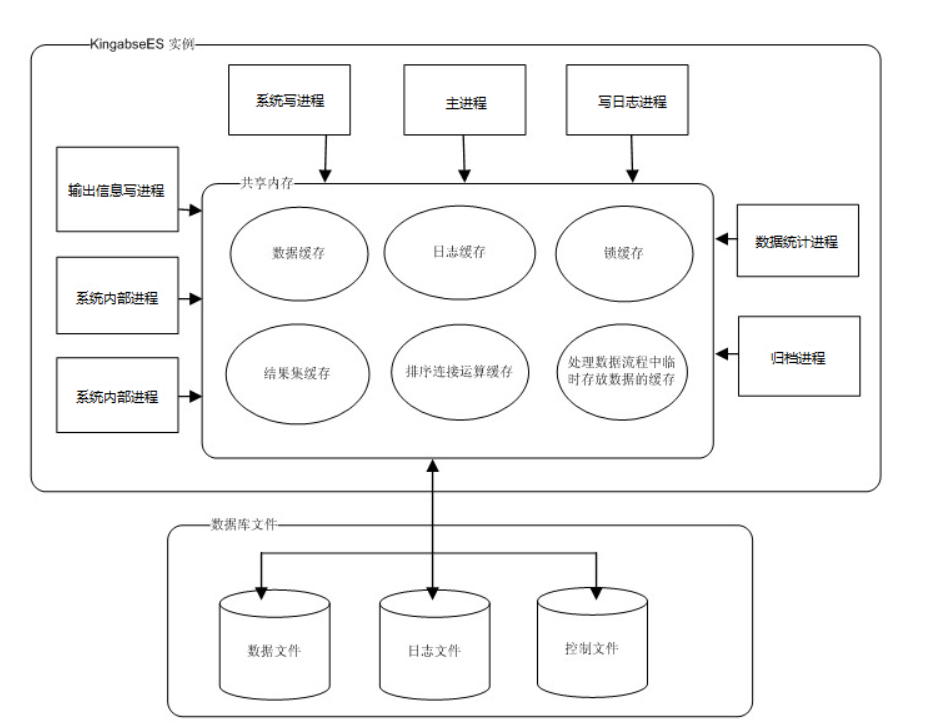 KingabseES 实例
系统写进程
主进程
写日志进程
输出信息写进程
共享内存
数据缓存
日志缓存
锁缓存
数据统计进程
系统内部进程
结果集缓存
排序连接运算缓存
处理数据流程中临
时存放数据的缓存
归档进程
系统内部进程
数据库文件
数据文件
日志文件
控制文件